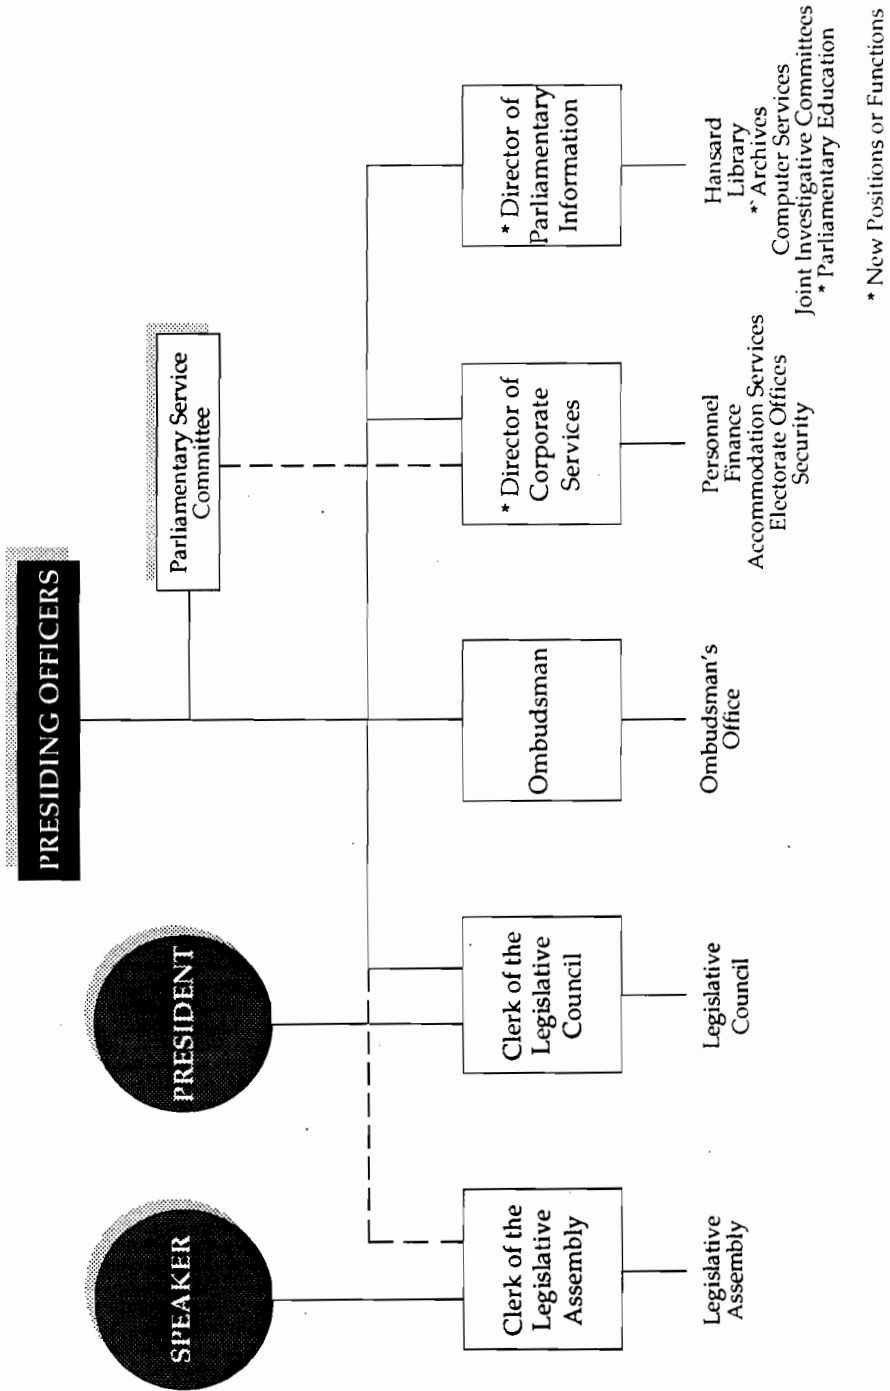 PRESIDING OFFICERS
SPEAKER
PRESIDENT
Parliamentary Service
Committee
Clerk of the
Legislative
Assembly
Clerk of the
Legislative
Council
Ombudsman
* Director of
Corporate
Services
* Director of
Parliamentary
Information
Legislative
Assembly
Legislative
Council
Ombudsman's
Office
Personnel
Finance
Accommodation Services
Electorate Offices
Security
Hansard
Library
* Archives
Computer Services
Joint Investigative Committees
* Parliamentary Education
* New Positions or Functions